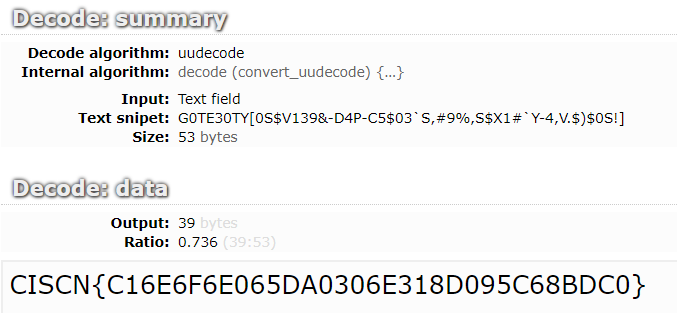 Decode: summary
Decode algorithm: uudecode
Internal algorithm: decode (convert_uudecode) {...}
Input: Text field
Text snipet: G0TE30TY[0S$V139&-D4P-C5$03`S,#9%,S$X1#`Y-4,V.$)$0S!]
Size: 53 bytes
Decode: data
Output: 39 bytes
Ratio: 0.736 (39:53)
CISCN{C16E6F6E065DA0306E318D095C68BDC0}